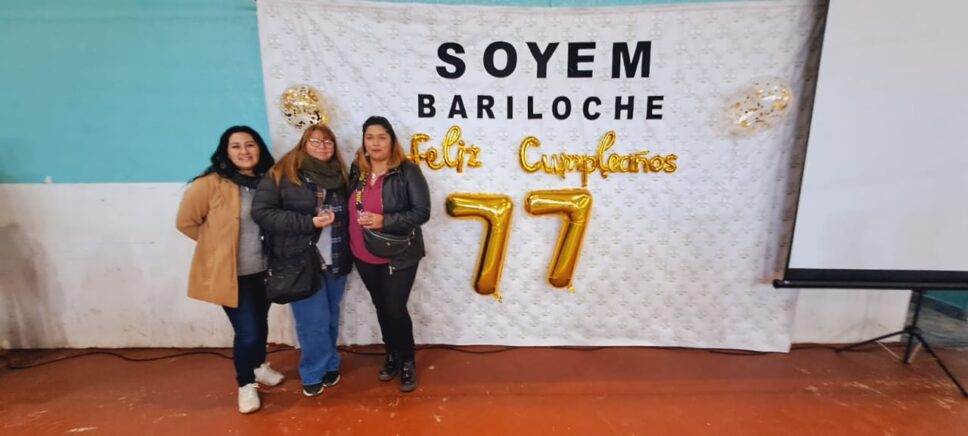 SOYEM
BARILOCHE
feliz Cumpleaños
77